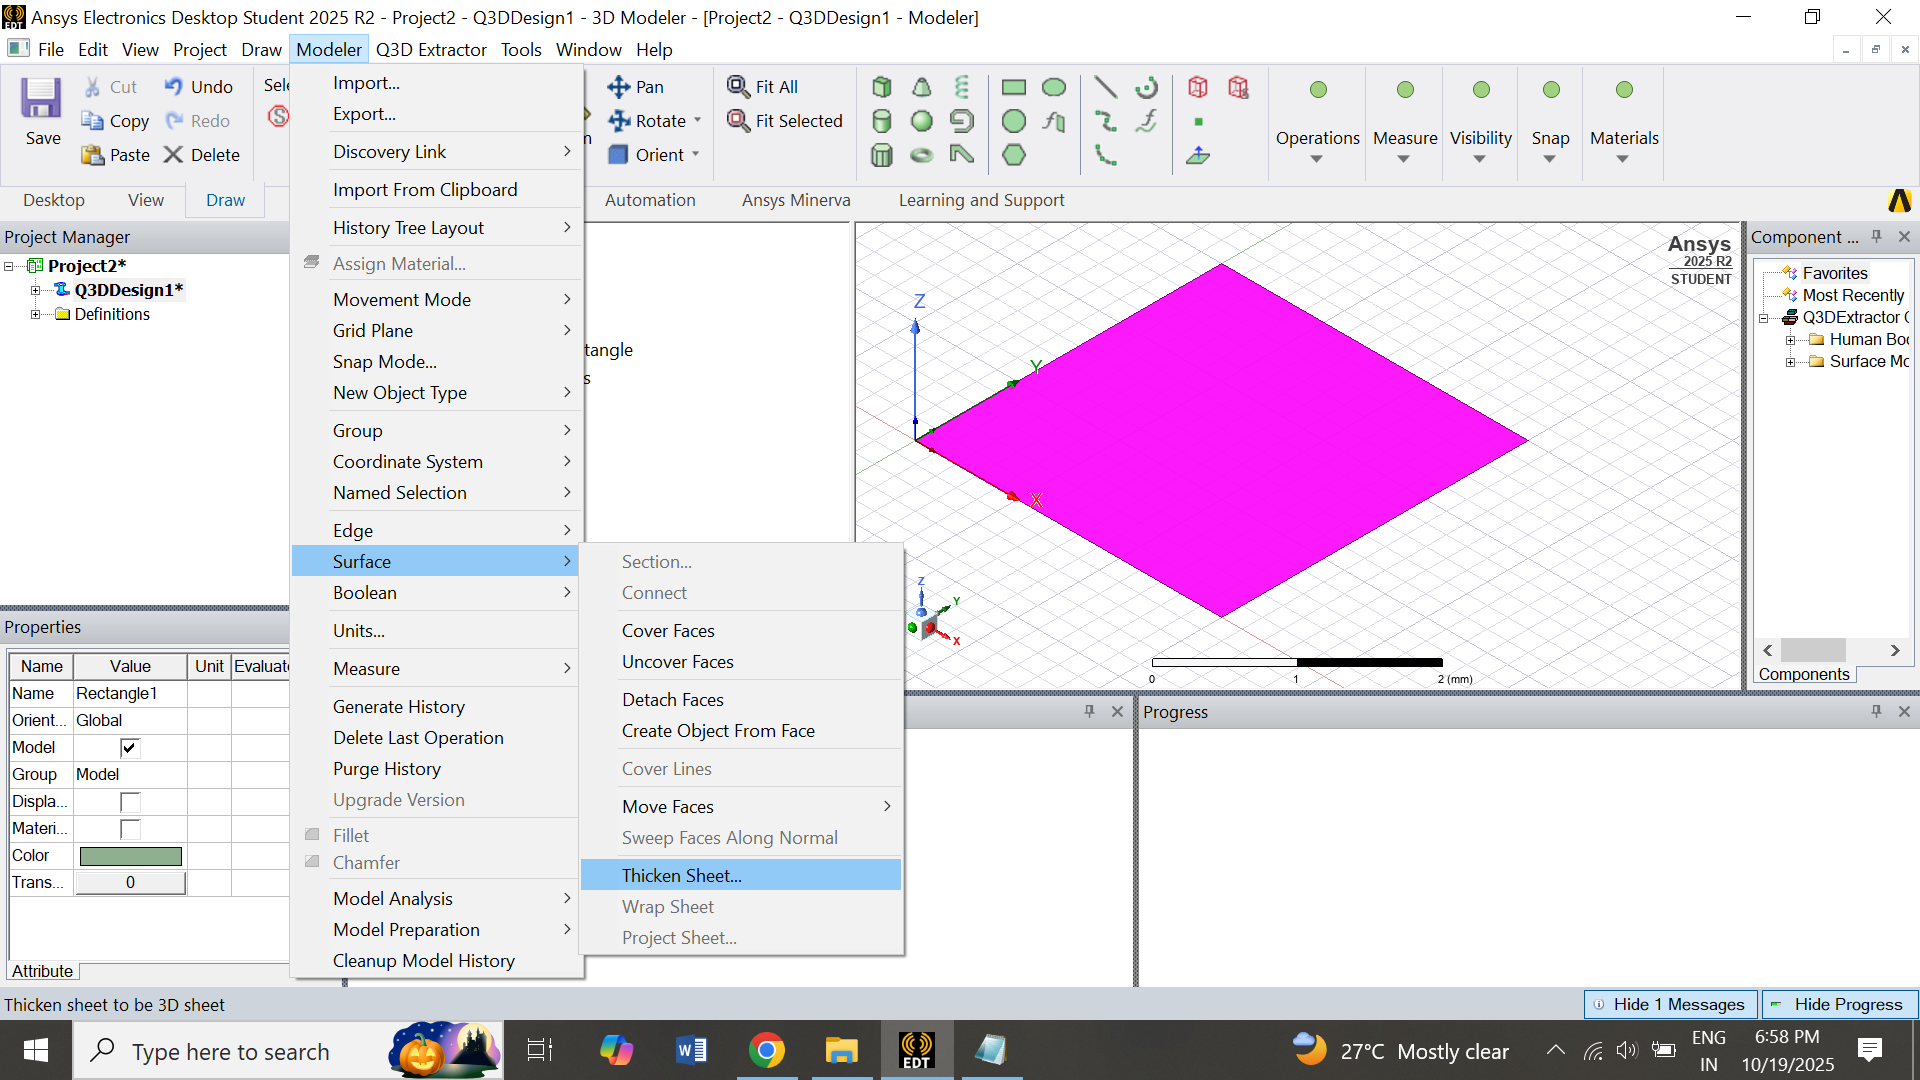 Ansys Electronics Desktop Student 2025 R2 - Project2 - Q3DDesign1 - 3D Modeler - [Project2 - Q3DDesign1 - Modeler]
File Edit View Project Draw Modeler Q3D Extractor Tools Window Help
Save
Cut
Copy
Paste
Undo
Redo
Delete
Sele
Pan
Rotate
Orient
Fit All
Fit Selected
Operations
Measure
Visibility
Snap
Materials
Desktop View Draw Automation Ansys Minerva Learning and Support
Project Manager
Project2*
Q3DDesign1*
Definitions
Import...
Export...
Discovery Link
Import From Clipboard
History Tree Layout
Assign Material...
Movement Mode
Grid Plane
Snap Mode...
New Object Type
Group
Coordinate System
Named Selection
Edge
Surface
Boolean
Units...
Measure
Generate History
Delete Last Operation
Purge History
Upgrade Version
Fillet
Chamfer
Model Analysis
Model Preparation
Cleanup Model History
Section...
Connect
Cover Faces
Uncover Faces
Detach Faces
Create Object From Face
Cover Lines
Move Faces
Sweep Faces Along Normal
Thicken Sheet...
Wrap Sheet
Project Sheet...
tangle
s
Ansys
2025 R2
STUDENT
Z
Y
X
Z
Y
X
0 1 2 (mm)
Component ...
Favorites
Most Recently
Q3DExtractor
Human Bo
Surface Mo
Components
Properties
Name Value Unit Evaluate
Name Rectangle1
Orient... Global
Model
Group Model
Displa...
Materi...
Color
Trans... 0
Attribute
Progress
Thicken sheet to be 3D sheet
Hide 1 Messages
Hide Progress
Type here to search
EDT
27°C Mostly clear
ENG
IN
6:58 PM
10/19/2025